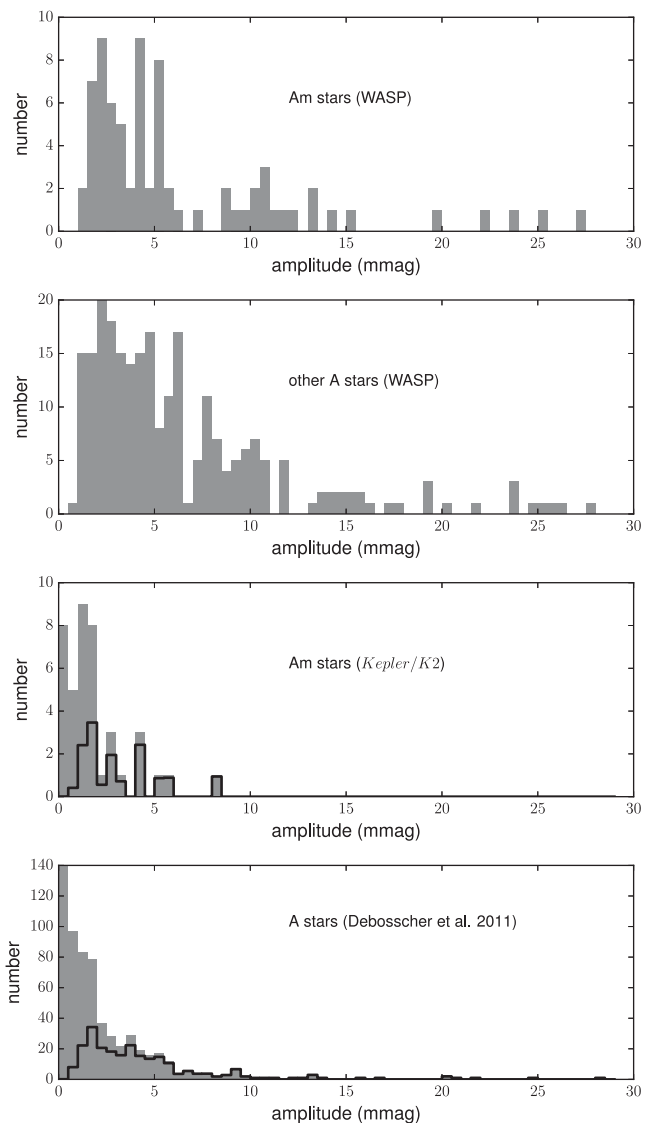 10
8
6
4
2
0
number
Am stars (WASP)
0 5 10 15 20 25 30
amplitude (mmag)
20
15
10
5
0
number
other A stars (WASP)
0 5 10 15 20 25 30
amplitude (mmag)
10
8
6
4
2
0
number
Am stars (Kepler/K2)
0 5 10 15 20 25 30
amplitude (mmag)
140
120
100
80
60
40
20
0
number
A stars (Debosscher et al. 2011)
0 5 10 15 20 25 30
amplitude (mmag)